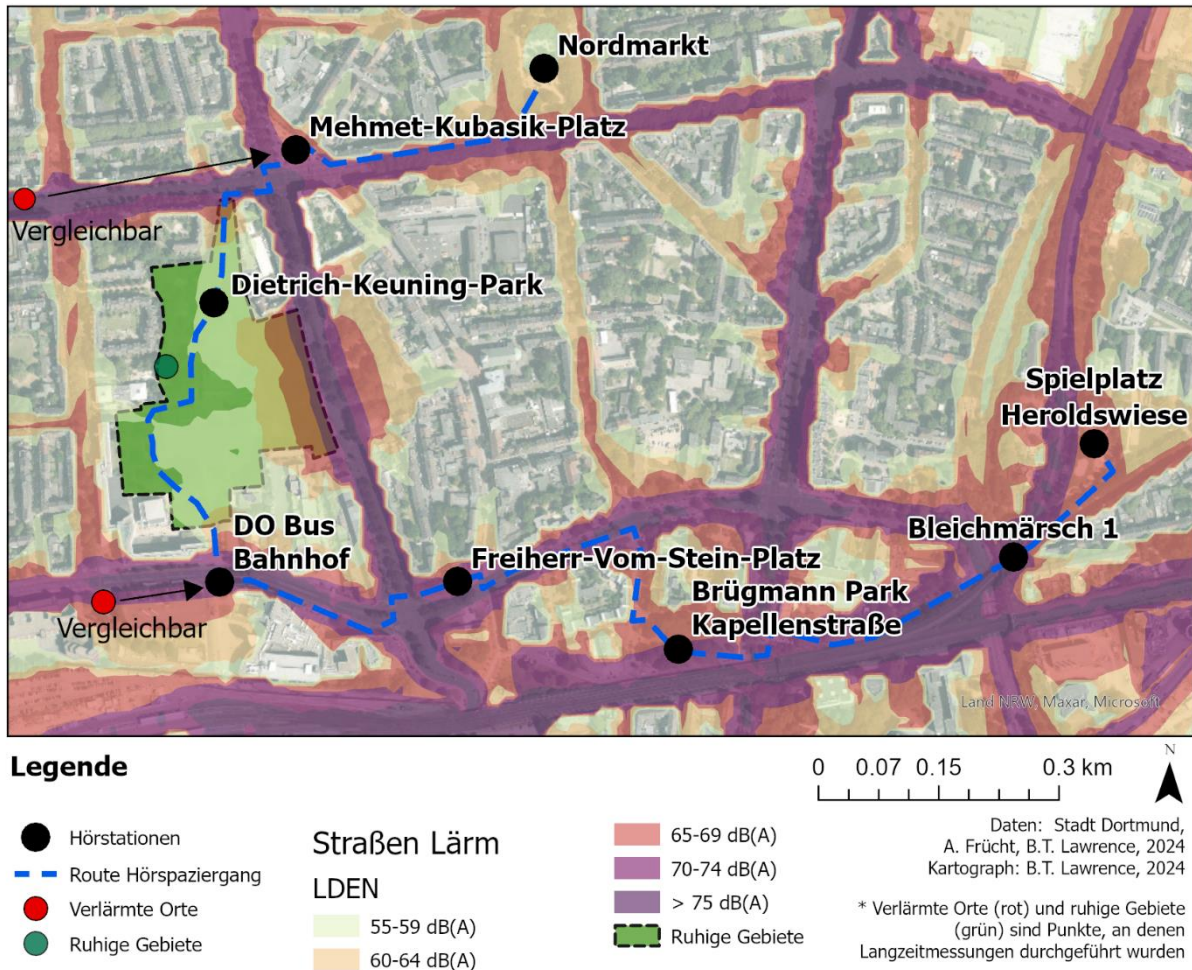 Nordmarkt
Mehmet-Kubasik-Platz
Vergleichbar
Dietrich-Keuning-Park
Spielplatz
Heroldswiese
DO Bus
Bahnhof
Freiherr-Vom-Stein-Platz
Bleichmärsch 1
Brügmann Park
Kapellenstraße
Vergleichbar
Land NRW, Maxar, Microsoft
Legende
Hörstationen
Route Hörspaziergang
Verlärmte Orte
Ruhige Gebiete
Straßen Lärm
LDEN
55-59 dB(A)
60-64 dB(A)
65-69 dB(A)
70-74 dB(A)
> 75 dB(A)
Ruhige Gebiete
0 0.07 0.15 0.3 km
N
Daten: Stadt Dortmund,
A. Frücht, B.T. Lawrence, 2024
Kartograph: B.T. Lawrence, 2024
* Verlärmte Orte (rot) und ruhige Gebiete
(grün) sind Punkte, an denen
Langzeitmessungen durchgeführt wurden